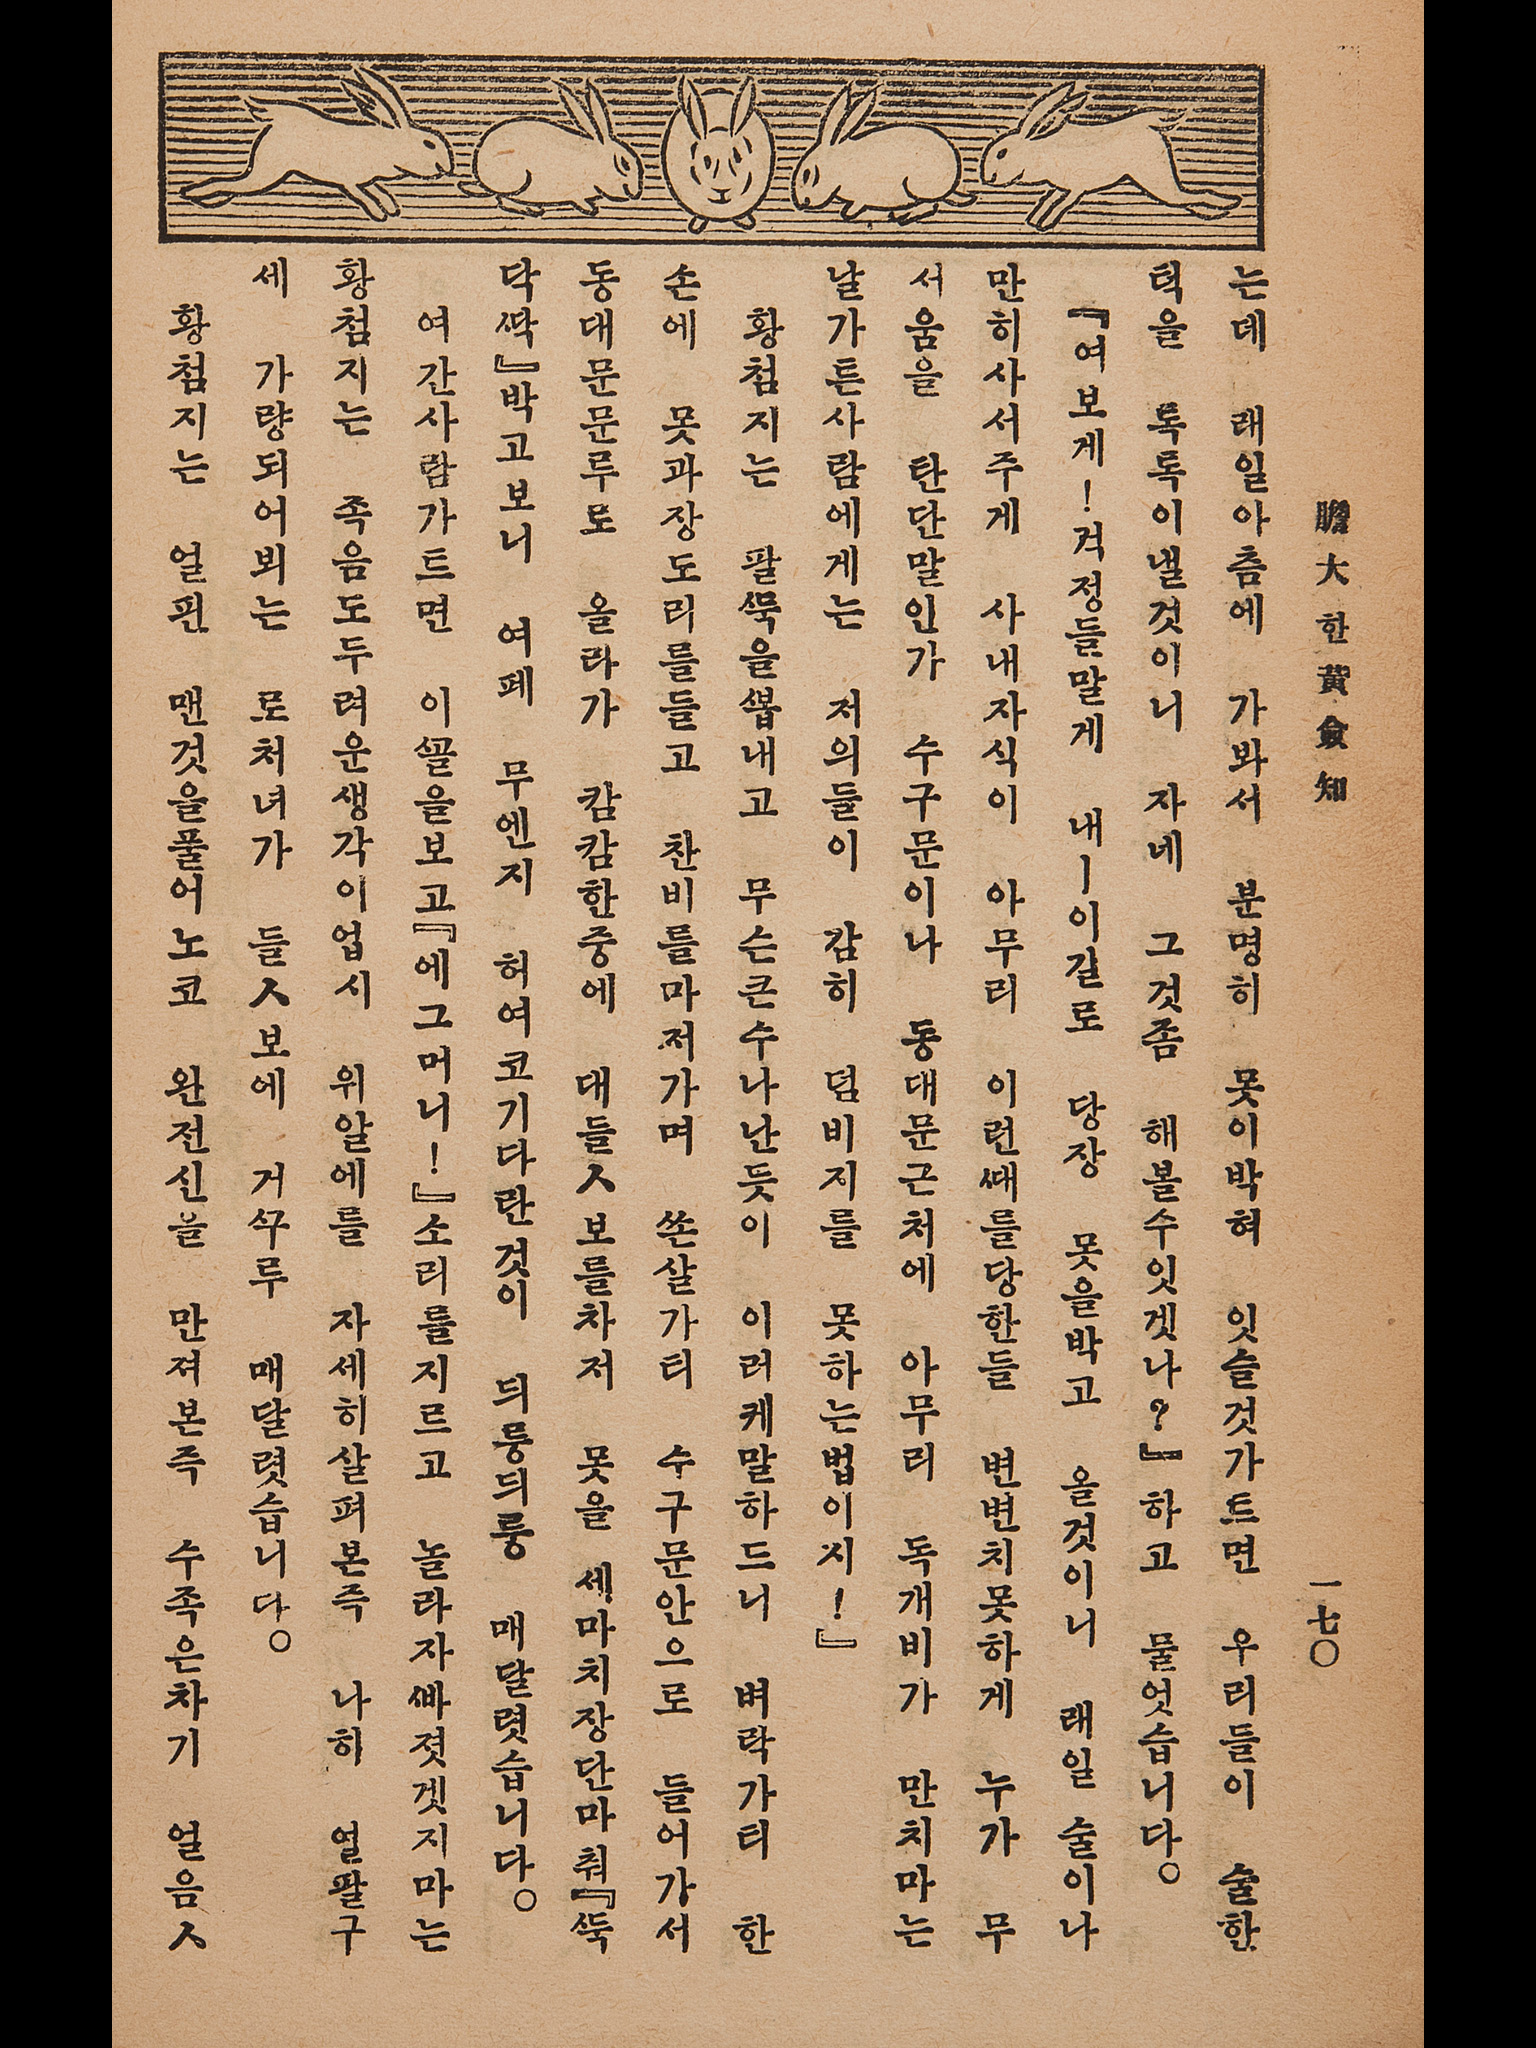 膽大한黃僉知
一七〇
는데 래일아츰에 가봐서 분명히 못이박혀 잇슬것가트면 우리들이 술한
턱을 톡톡이낼것이니 자네 그것좀 해볼수잇겟나?』하고 물엇습니다。
『여보게!걱정들말게 내ー이길로 당장 못을박고 올것이니 래일 술이나
만히사서주게 사내자식이 아무리 이런때를당한들 변변치못하게 누가 무
서움을 탄단말인가 수구문이나 동대문근처에 아무리 독개비가 만치마는
날가튼사람에게는 저의들이 감히 덤비지를 못하는법이지!』
황첨지는 팔뚝을뽑내고 무슨큰수나난듯이 이러케말하드니 벼락가티 한
손에 못과장도리를들고 찬비를마저가며 쏜살가티 수구문안으로 들어가서
동대문문루로 올라가 캄캄한중에 대들ㅅ보를차저 못을 세마치장단마춰『뚝
닥딱』박고보니 여페 무엔지 허여코기다란것이 듸룽듸룽 매달렷습니다。
여간사람가트면 이꼴을보고『에그머니!』소리를지르고 놀라자빠젓겟지마는
황첨지는 족음도두려운생각이업시 위알에를 자세히살펴본즉 나히 열팔구
세 가량되어뵈는 로처녀가 들ㅅ보에 거꾸루 매달렷습니다。
황첨지는 얼핀 맨것을풀어노코 완전신을 만저본즉 수족은차기 얼음ㅅ